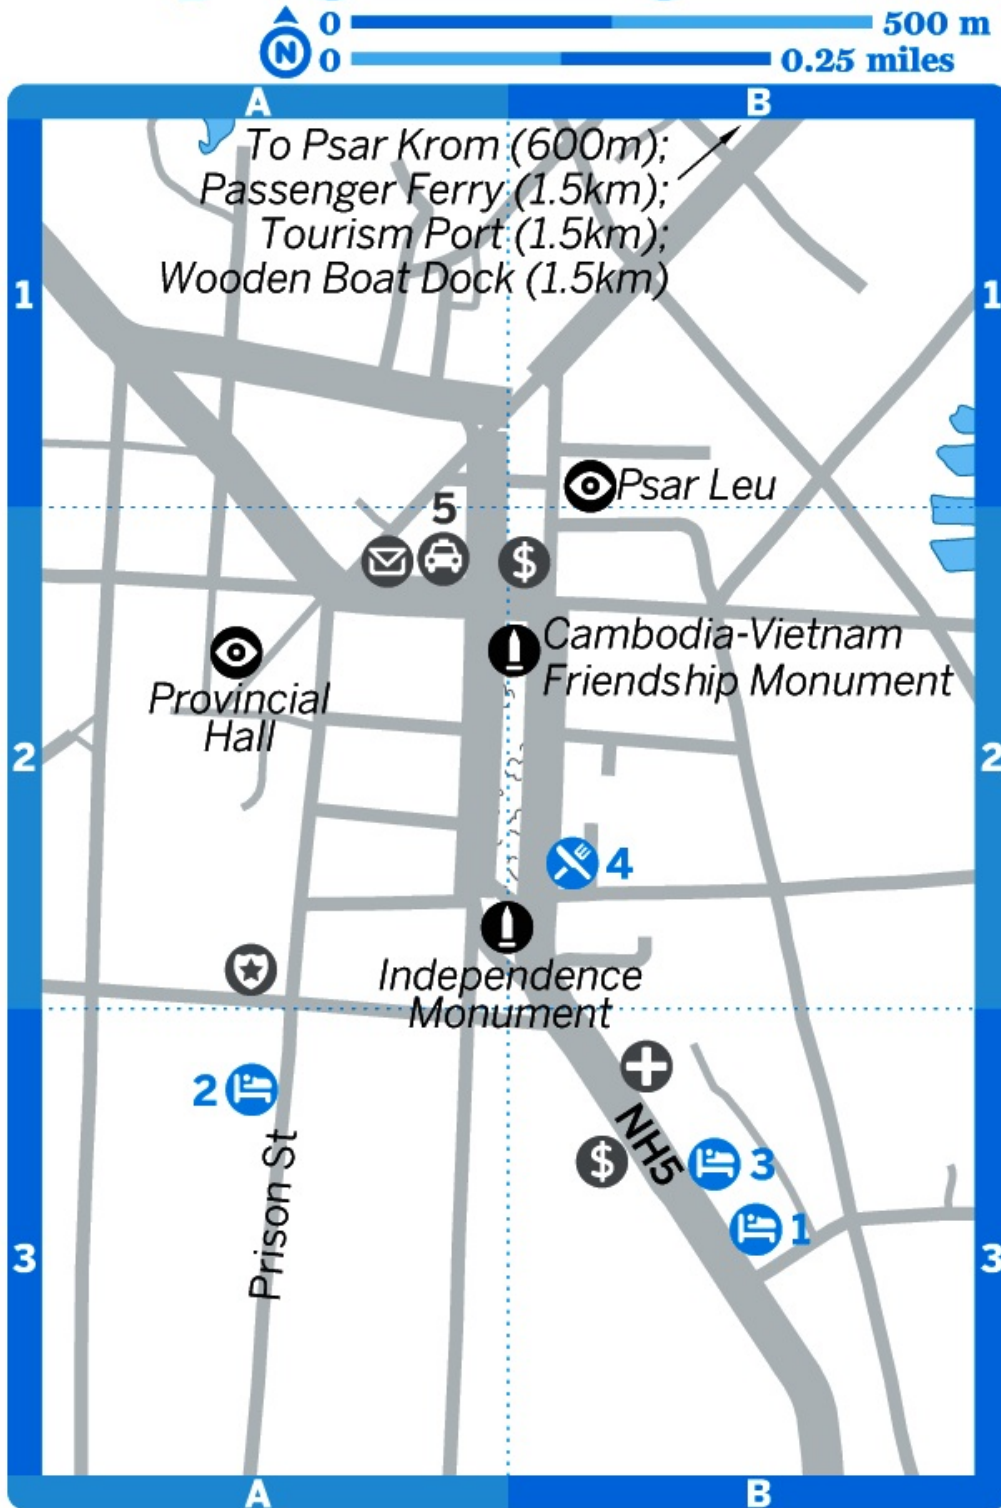 0 500 m
N 0 0.25 miles
A B
To Psar Krom (600m);
Passenger Ferry (1.5km);
Tourism Port (1.5km);
Wooden Boat Dock (1.5km)
1 1
Psar Leu
5
$
Cambodia-Vietnam
Friendship Monument
Provincial
Hall
2 2
4
Independence
Monument
2
NH5
$
3
Prison St
1
3 3
A B